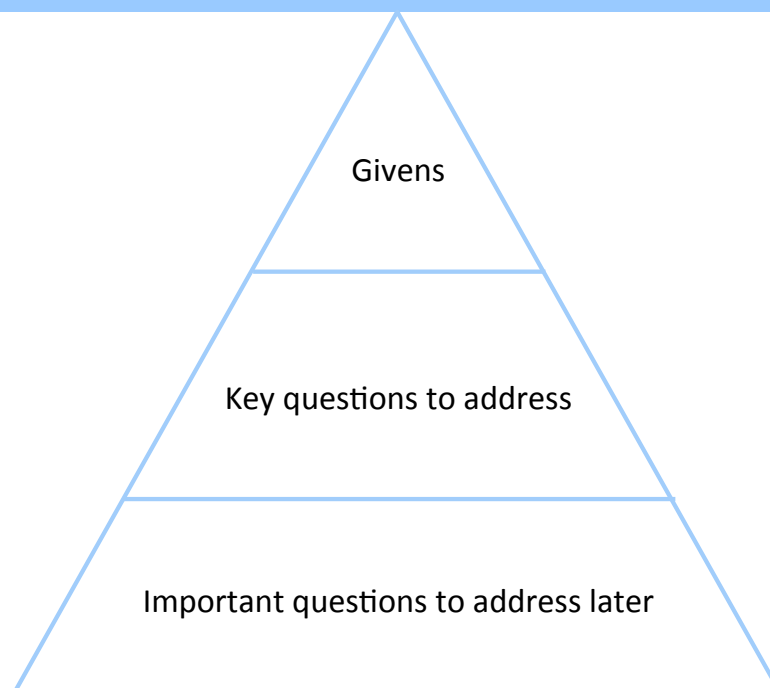 Givens
Key questions to address
Important questions to address later